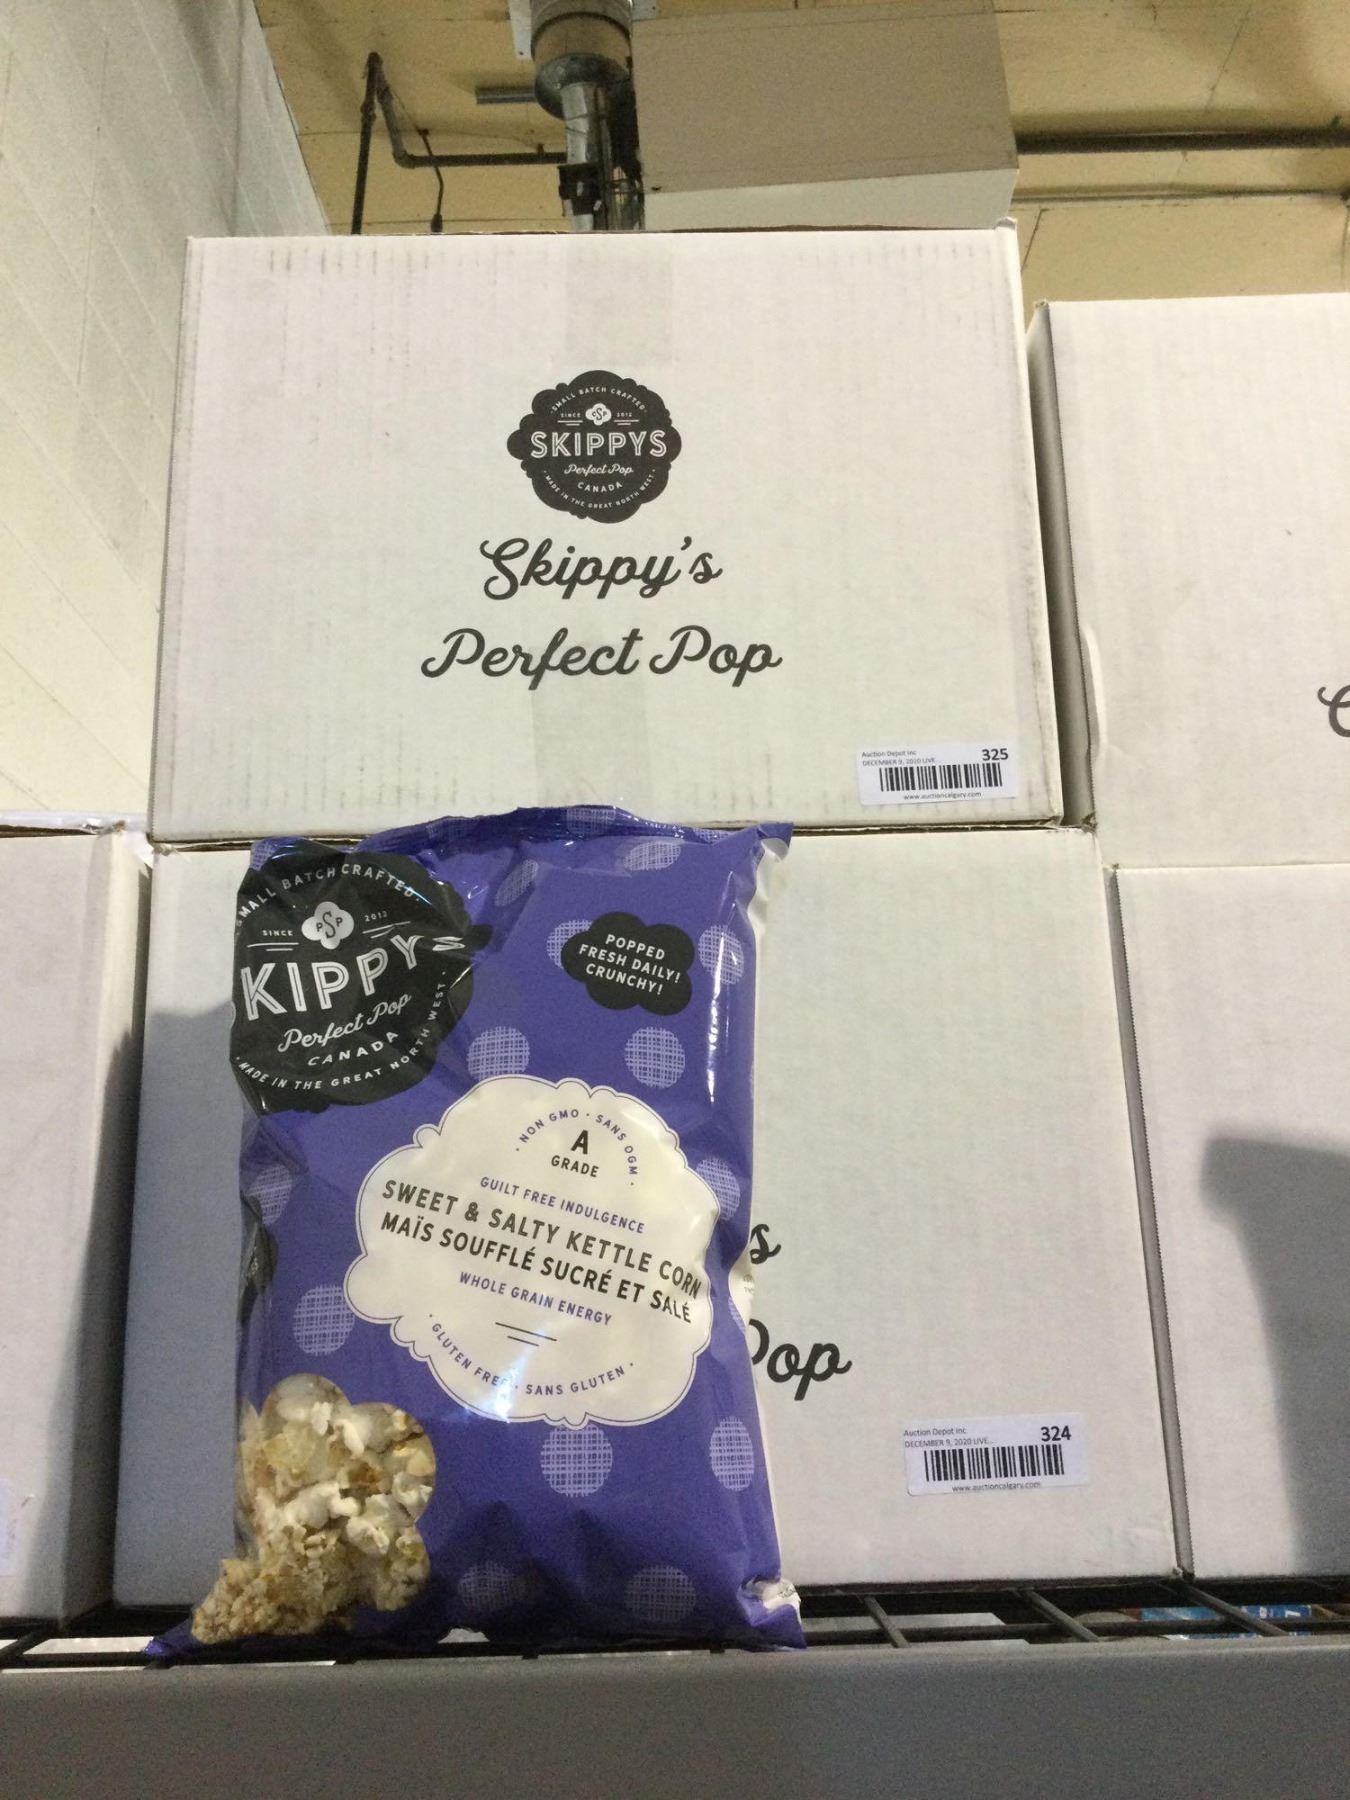 SMALL BATCH CRAFTED
SINCE CSP 2012
SKIPPYS
Perfect Pop
CANADA
MADE IN THE GREAT NORTH WEST
Skippy's
Perfect Pop
Auction Depot Inc 325
DECEMBER 9, 2020 LIVE...
www.auctioncalgary.com
SMALL BATCH CRAFTED
SINCE PSP 2012
KIPPYS
Perfect Pop
CANADA
MADE IN THE GREAT NORTH WEST
POPPED
FRESH DAILY!
CRUNCHY!
NON GMO · SANS OGM
A
GRADE
GUILT FREE INDULGENCE
SWEET & SALTY KETTLE CORN
MAÏS SOUFFLÉ SUCRÉ ET SALÉ
WHOLE GRAIN ENERGY
GLUTEN FREE · SANS GLUTEN
s
Pop
Auction Depot Inc 324
DECEMBER 9, 2020 LIVE...
www.auctioncalgary.com